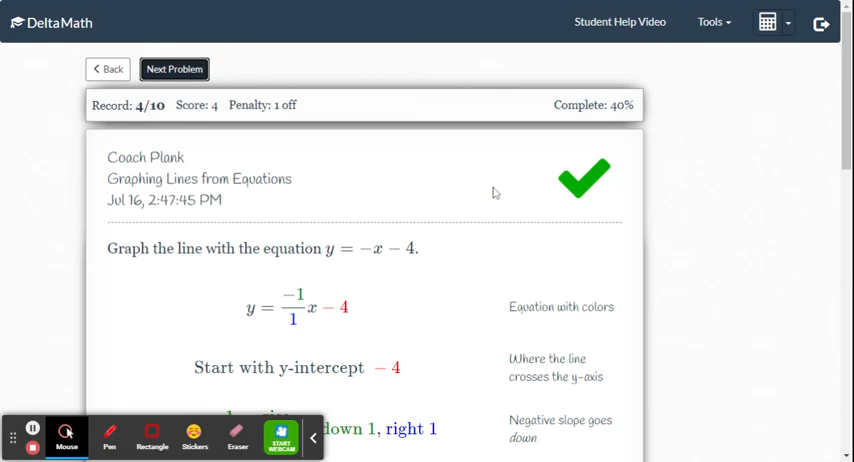 DeltaMath Student Help Video Tools
Back Next Problem
Record: 4/10 Score: 4 Penalty: 1 off Complete: 40%
Coach Plank
Graphing Lines from Equations
Jul 16, 2:47:45 PM
Graph the line with the equation y = −x − 4.
y = −1/1 x − 4 Equation with colors
Start with y-intercept − 4 Where the line
crosses the y-axis
down 1, right 1 Negative slope goes
down
Mouse Pen Rectangle Stickers Eraser START
WEBCAM